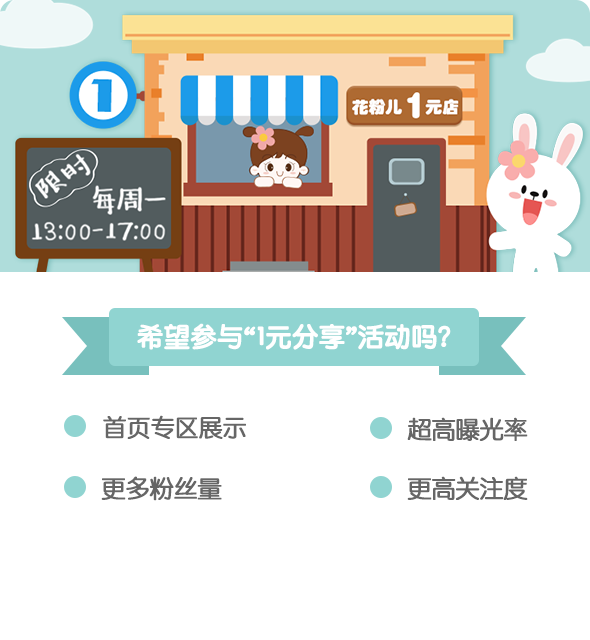 1
花粉儿1元店
限时
每周一
13:00-17:00
希望参与“1元分享”活动吗?
首页专区展示
超高曝光率
更多粉丝量
更高关注度